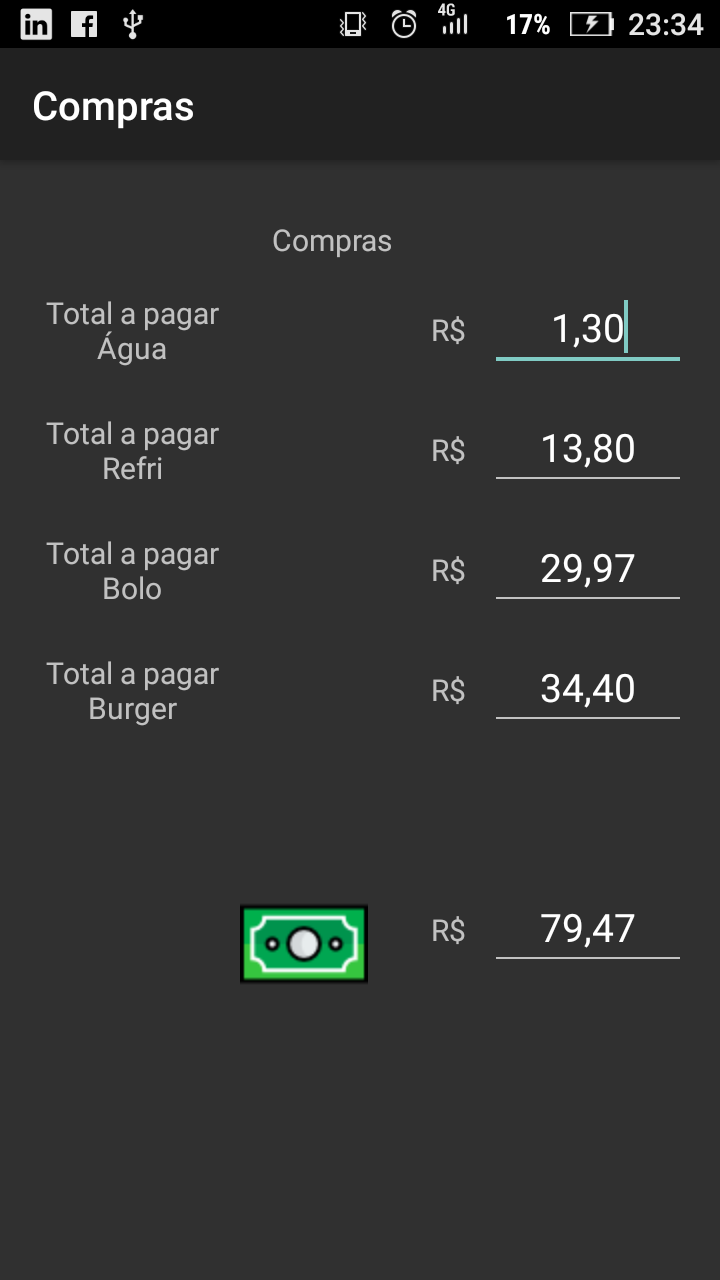 4G 17% 23:34
Compras
Compras
Total a pagar
Água
R$ 1,30
Total a pagar
Refri
R$ 13,80
Total a pagar
Bolo
R$ 29,97
Total a pagar
Burger
R$ 34,40
R$ 79,47